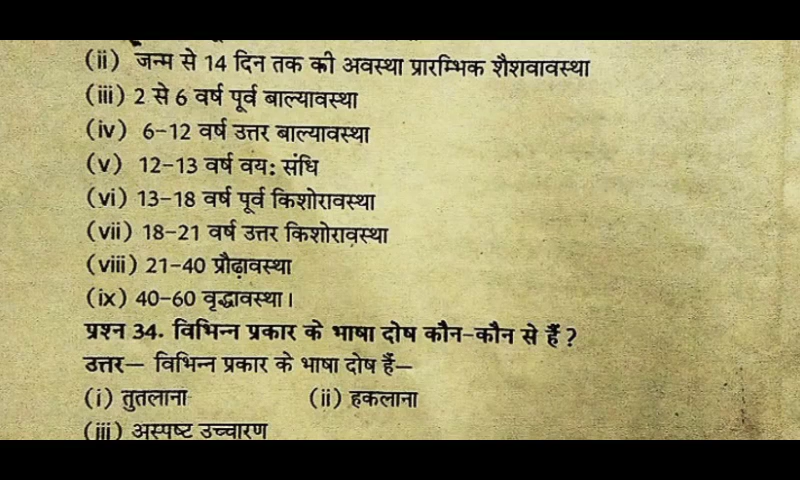 (ii) जन्म से 14 दिन तक की अवस्था प्रारम्भिक शैशवावस्था
(iii) 2 से 6 वर्ष पूर्व बाल्यावस्था
(iv) 6-12 वर्ष उत्तर बाल्यावस्था
(v) 12-13 वर्ष वय: संधि
(vi) 13-18 वर्ष पूर्व किशोरावस्था
(vii) 18-21 वर्ष उत्तर किशोरावस्था
(viii) 21-40 प्रौढ़ावस्था
(ix) 40-60 वृद्धावस्था।
प्रश्न 34. विभिन्न प्रकार के भाषा दोष कौन-कौन से हैं?
उत्तर— विभिन्न प्रकार के भाषा दोष हैं—
(i) तुतलाना (ii) हकलाना
(iii) अस्पष्ट उच्चारण